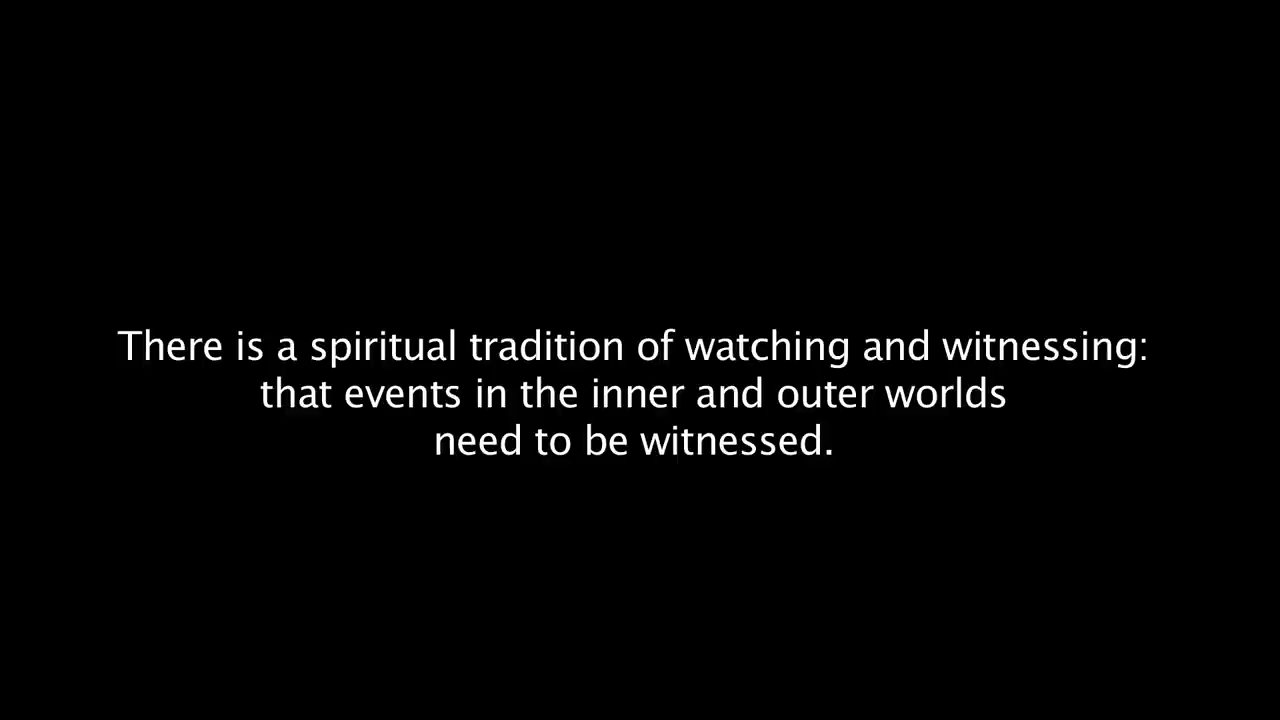 There is a spiritual tradition of watching and witnessing:
that events in the inner and outer worlds
need to be witnessed.